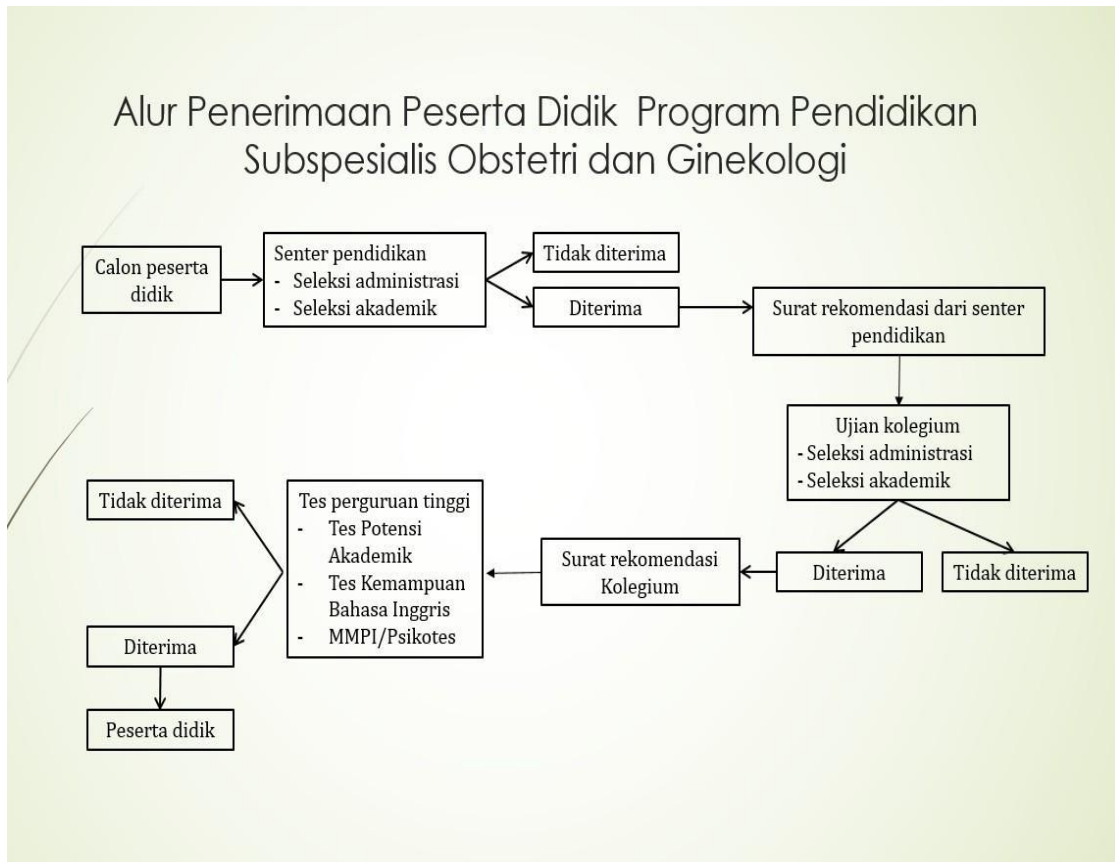 Alur Penerimaan Peserta Didik Program Pendidikan
Subspesialis Obstetri dan Ginekologi
Calon peserta
didik
Senter pendidikan
- Seleksi administrasi
- Seleksi akademik
Tidak diterima
Diterima
Surat rekomendasi dari senter
pendidikan
Ujian kolegium
- Seleksi administrasi
- Seleksi akademik
Diterima
Tidak diterima
Surat rekomendasi
Kolegium
Tes perguruan tinggi
- Tes Potensi
Akademik
- Tes Kemampuan
Bahasa Inggris
- MMPI/Psikotes
Tidak diterima
Diterima
Peserta didik